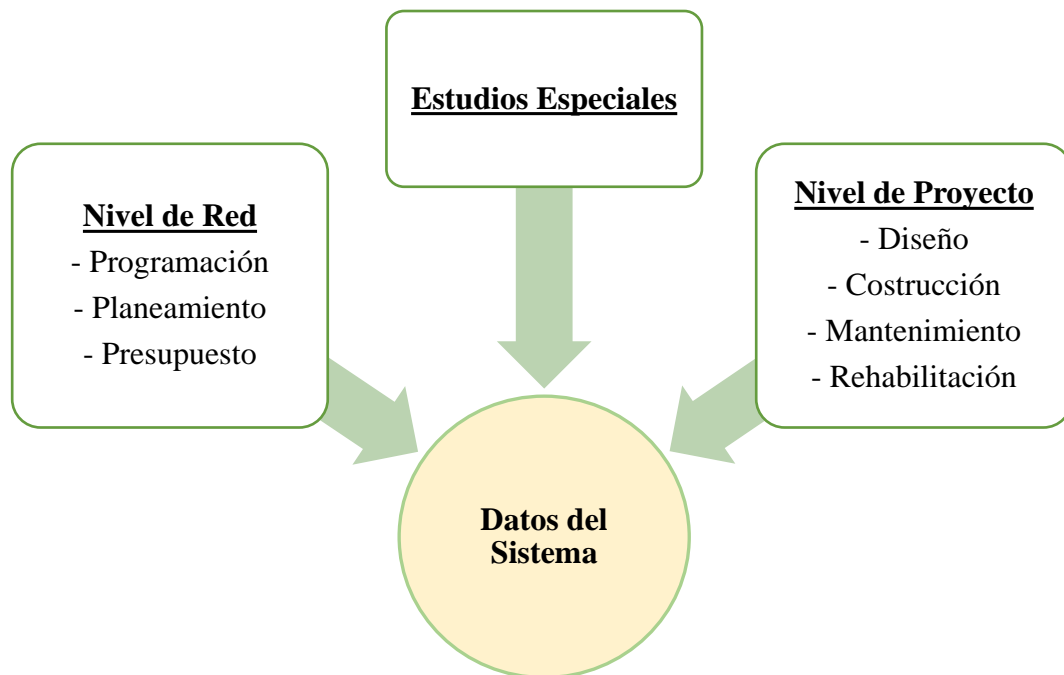 Estudios Especiales
Nivel de Red
- Programación
- Planeamiento
- Presupuesto
Nivel de Proyecto
- Diseño
- Costrucción
- Mantenimiento
- Rehabilitación
Datos del
Sistema